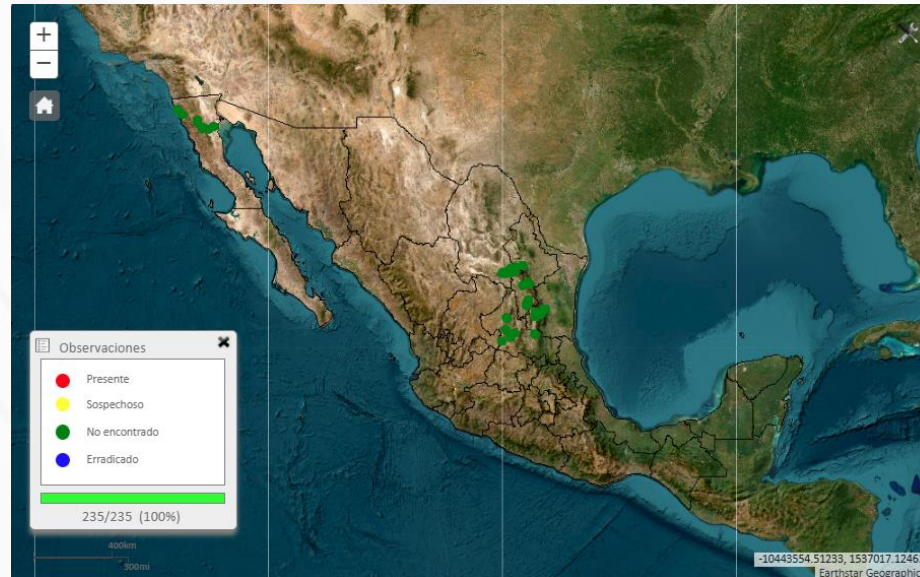 +
−
Observaciones
Presente
Sospechoso
No encontrado
Erradicado
235/235 (100%)
400km
300mi
-10443554.51233, 1537017.1246
Earthstar Geographic